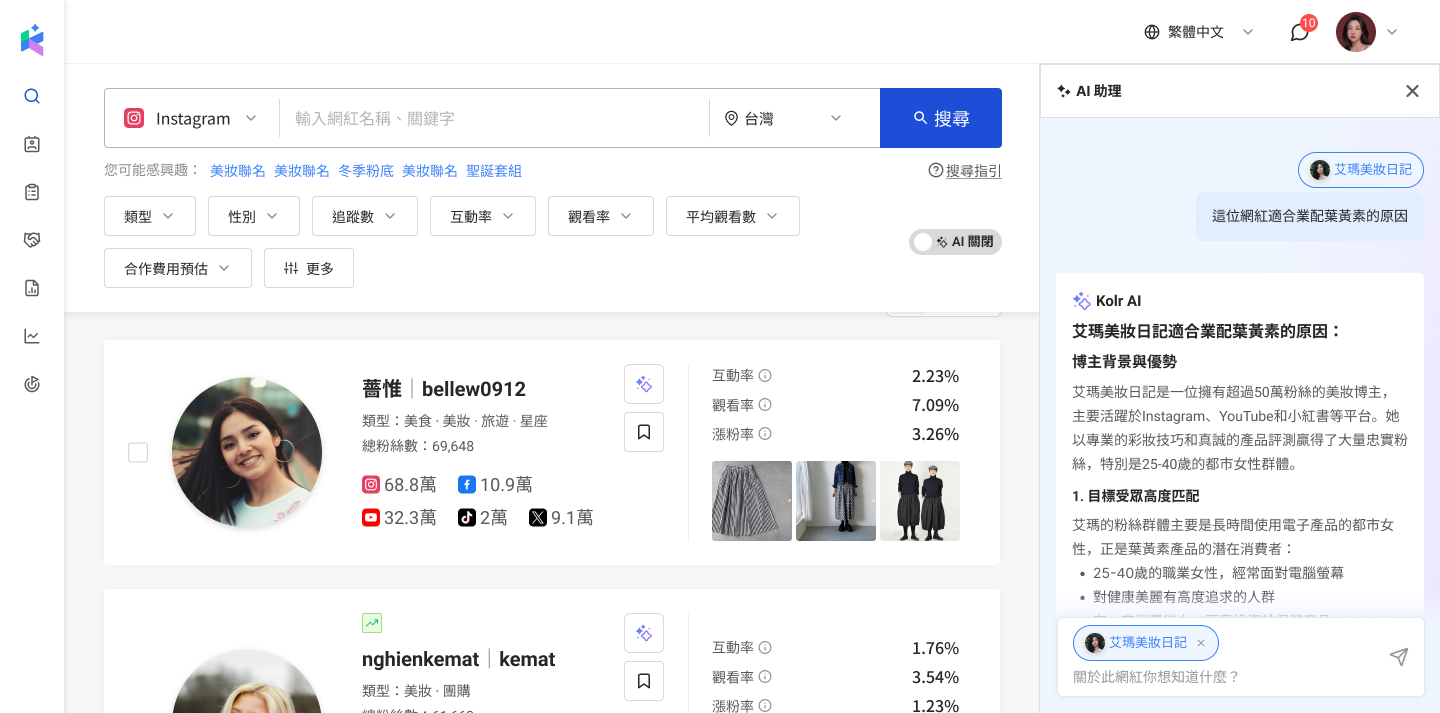 繁體中文
10
Instagram
輸入網紅名稱、關鍵字
台灣
搜尋
您可能感興趣：
美妝聯名 美妝聯名 冬季粉底 美妝聯名 聖誕套組
搜尋指引
類型
性別
追蹤數
互動率
觀看率
平均觀看數
合作費用預估
更多
AI 關閉
薔惟 bellew0912
類型：美食 · 美妝 · 旅遊 · 星座
總粉絲數：69,648
68.8萬 10.9萬
32.3萬 2萬 9.1萬
互動率 2.23%
觀看率 7.09%
漲粉率 3.26%
nghienkemat kemat
類型：美妝 · 團購
互動率 1.76%
觀看率 3.54%
漲粉率 1.23%
AI 助理
艾瑪美妝日記
這位網紅適合業配葉黃素的原因
Kolr AI
艾瑪美妝日記適合業配葉黃素的原因：
博主背景與優勢
艾瑪美妝日記是一位擁有超過50萬粉絲的美妝博主，
主要活躍於Instagram、YouTube和小紅書等平台。她
以專業的彩妝技巧和真誠的產品評測贏得了大量忠實粉
絲，特別是25-40歲的都市女性群體。
1. 目標受眾高度匹配
艾瑪的粉絲群體主要是長時間使用電子產品的都市女
性，正是葉黃素產品的潛在消費者：
• 25-40歲的職業女性，經常面對電腦螢幕
• 對健康美麗有高度追求的人群
艾瑪美妝日記
關於此網紅你想知道什麼？